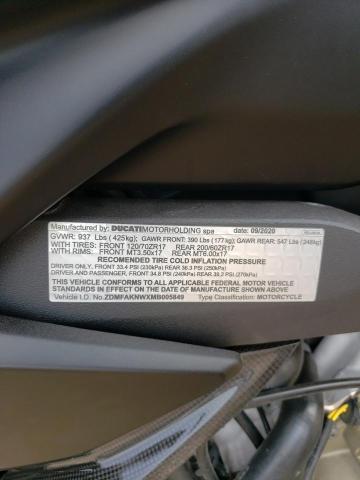 Manufactured by: DUCATIMOTORHOLDING spa date: 09/2020
GVWR: 937 Lbs (425kg); GAWR FRONT: 390 Lbs (177kg); GAWR REAR: 547 Lbs (248kg)
WITH TIRES: FRONT 120/70ZR17 REAR 200/60ZR17
WITH RIMS: FRONT MT3.50x17 REAR MT6.00x17
RECOMENDED TIRE COLD INFLATION PRESSURE
DRIVER ONLY: FRONT 33.4 PSI (230kPa) REAR 36.3 PSI (250kPa)
DRIVER AND PASSENGER, FRONT 34.8 PSI (240kPa) REAR 39.2 PSI (270kPa)
THIS VEHICLE CONFORMS TO ALL APPLICABLE FEDERAL MOTOR VEHICLE
SAFETY STANDARDS IN EFFECT ON THE DATE OF MANUFACTURE SHOWN ABOVE
Vehicle I.D. No: ZDMFAKNWXMB005849 CLASSIFICATION TYPE: MOTORCYCLE